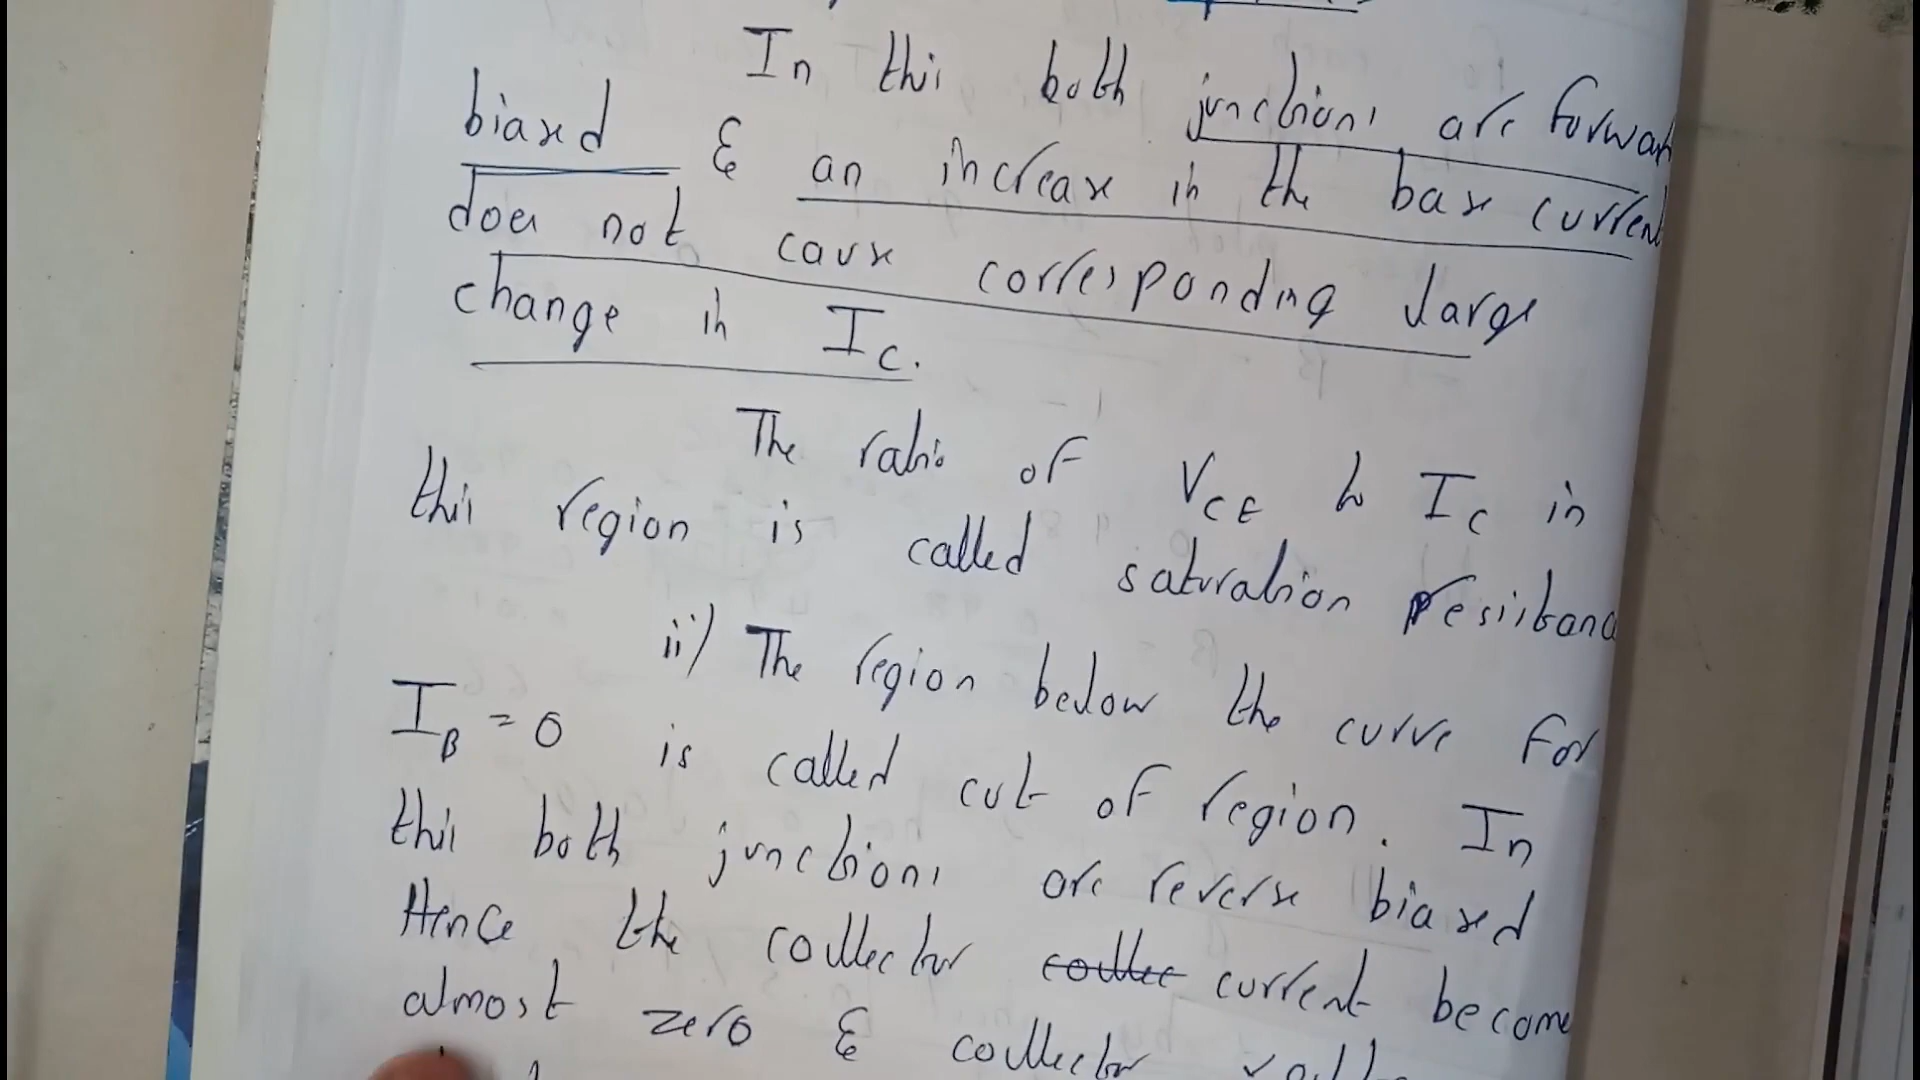 In this both junctions are forward
biased & an increase in the base current
does not cause corresponding large
change in IC.
The ratio of VCE to IC in
this region is called saturation resistanc
ii) The region below the curve for
IB = 0 is called cut of region. In
this both junctions are reverse biased
Hence the collector collec current become
almost zero & collector